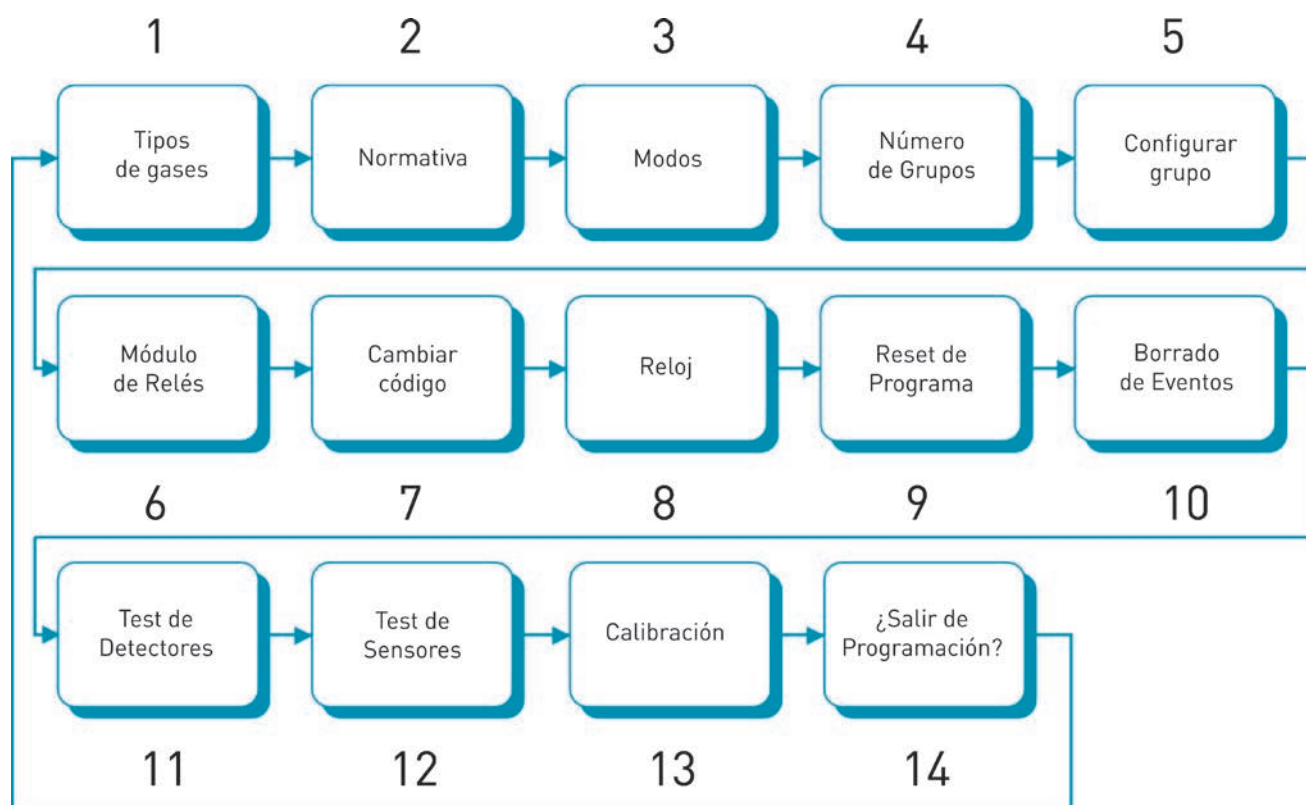 1
2
3
4
5
Tipos
de gases
Normativa
Modos
Número
de Grupos
Configurar
grupo
Módulo
de Relés
Cambiar
código
Reloj
Reset de
Programa
Borrado
de Eventos
6
7
8
9
10
Test de
Detectores
Test de
Sensores
Calibración
¿Salir de
Programación?
11
12
13
14